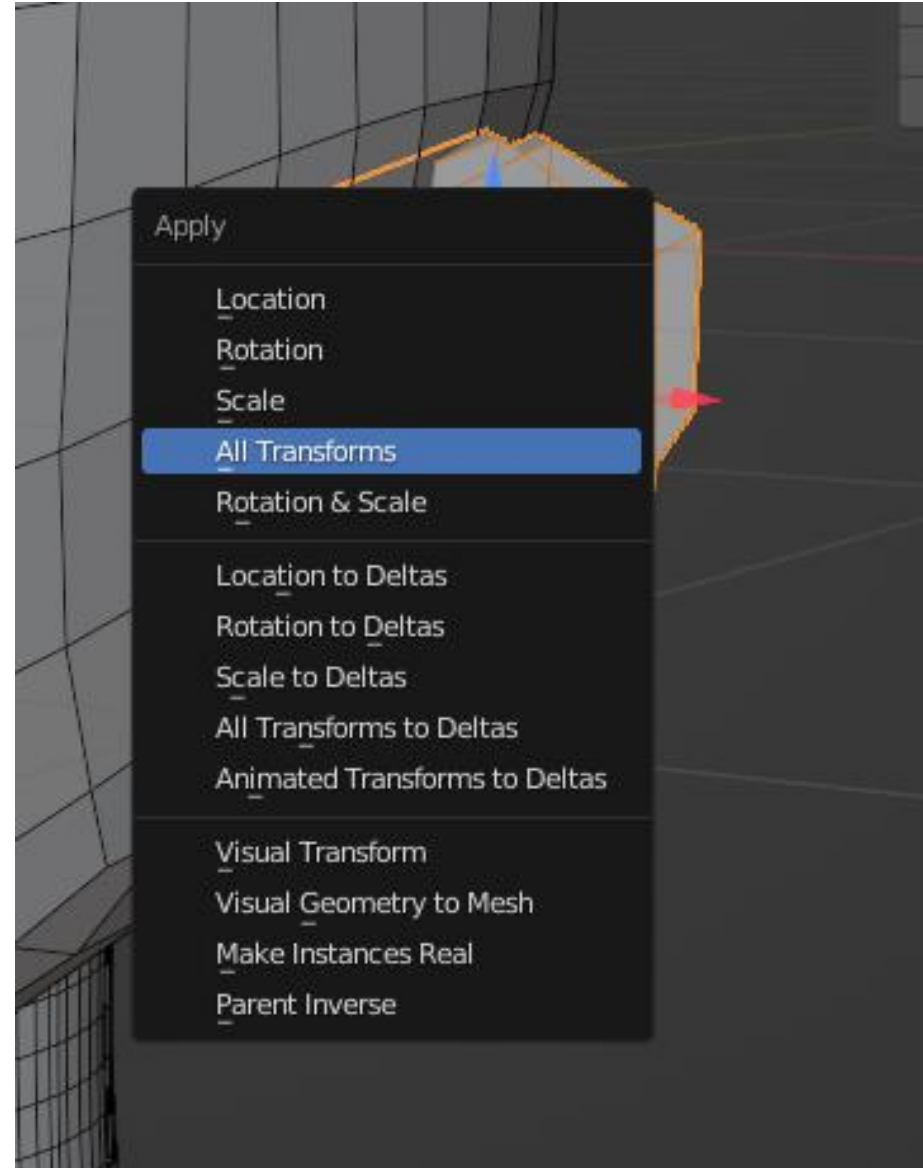 Apply
Location
Rotation
Scale
All Transforms
Rotation & Scale
Location to Deltas
Rotation to Deltas
Scale to Deltas
All Transforms to Deltas
Animated Transforms to Deltas
Visual Transform
Visual Geometry to Mesh
Make Instances Real
Parent Inverse